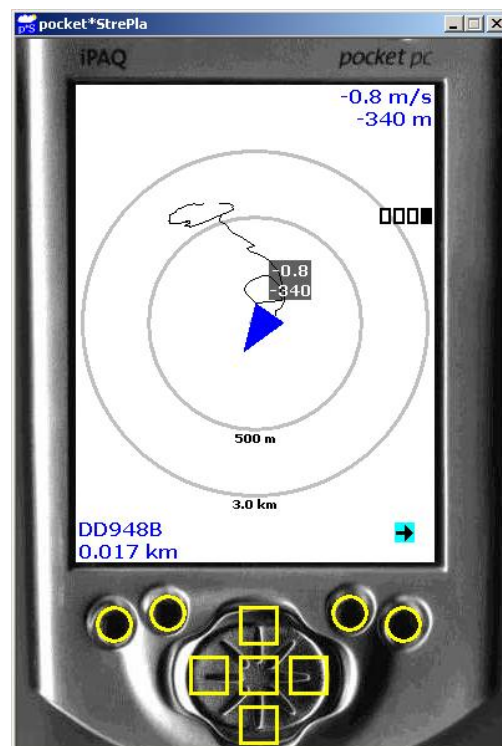 pocket*StrePla
iPAQ pocket pc
-0.8 m/s
-340 m
-0.8
-340
500 m
3.0 km
DD948B
0.017 km